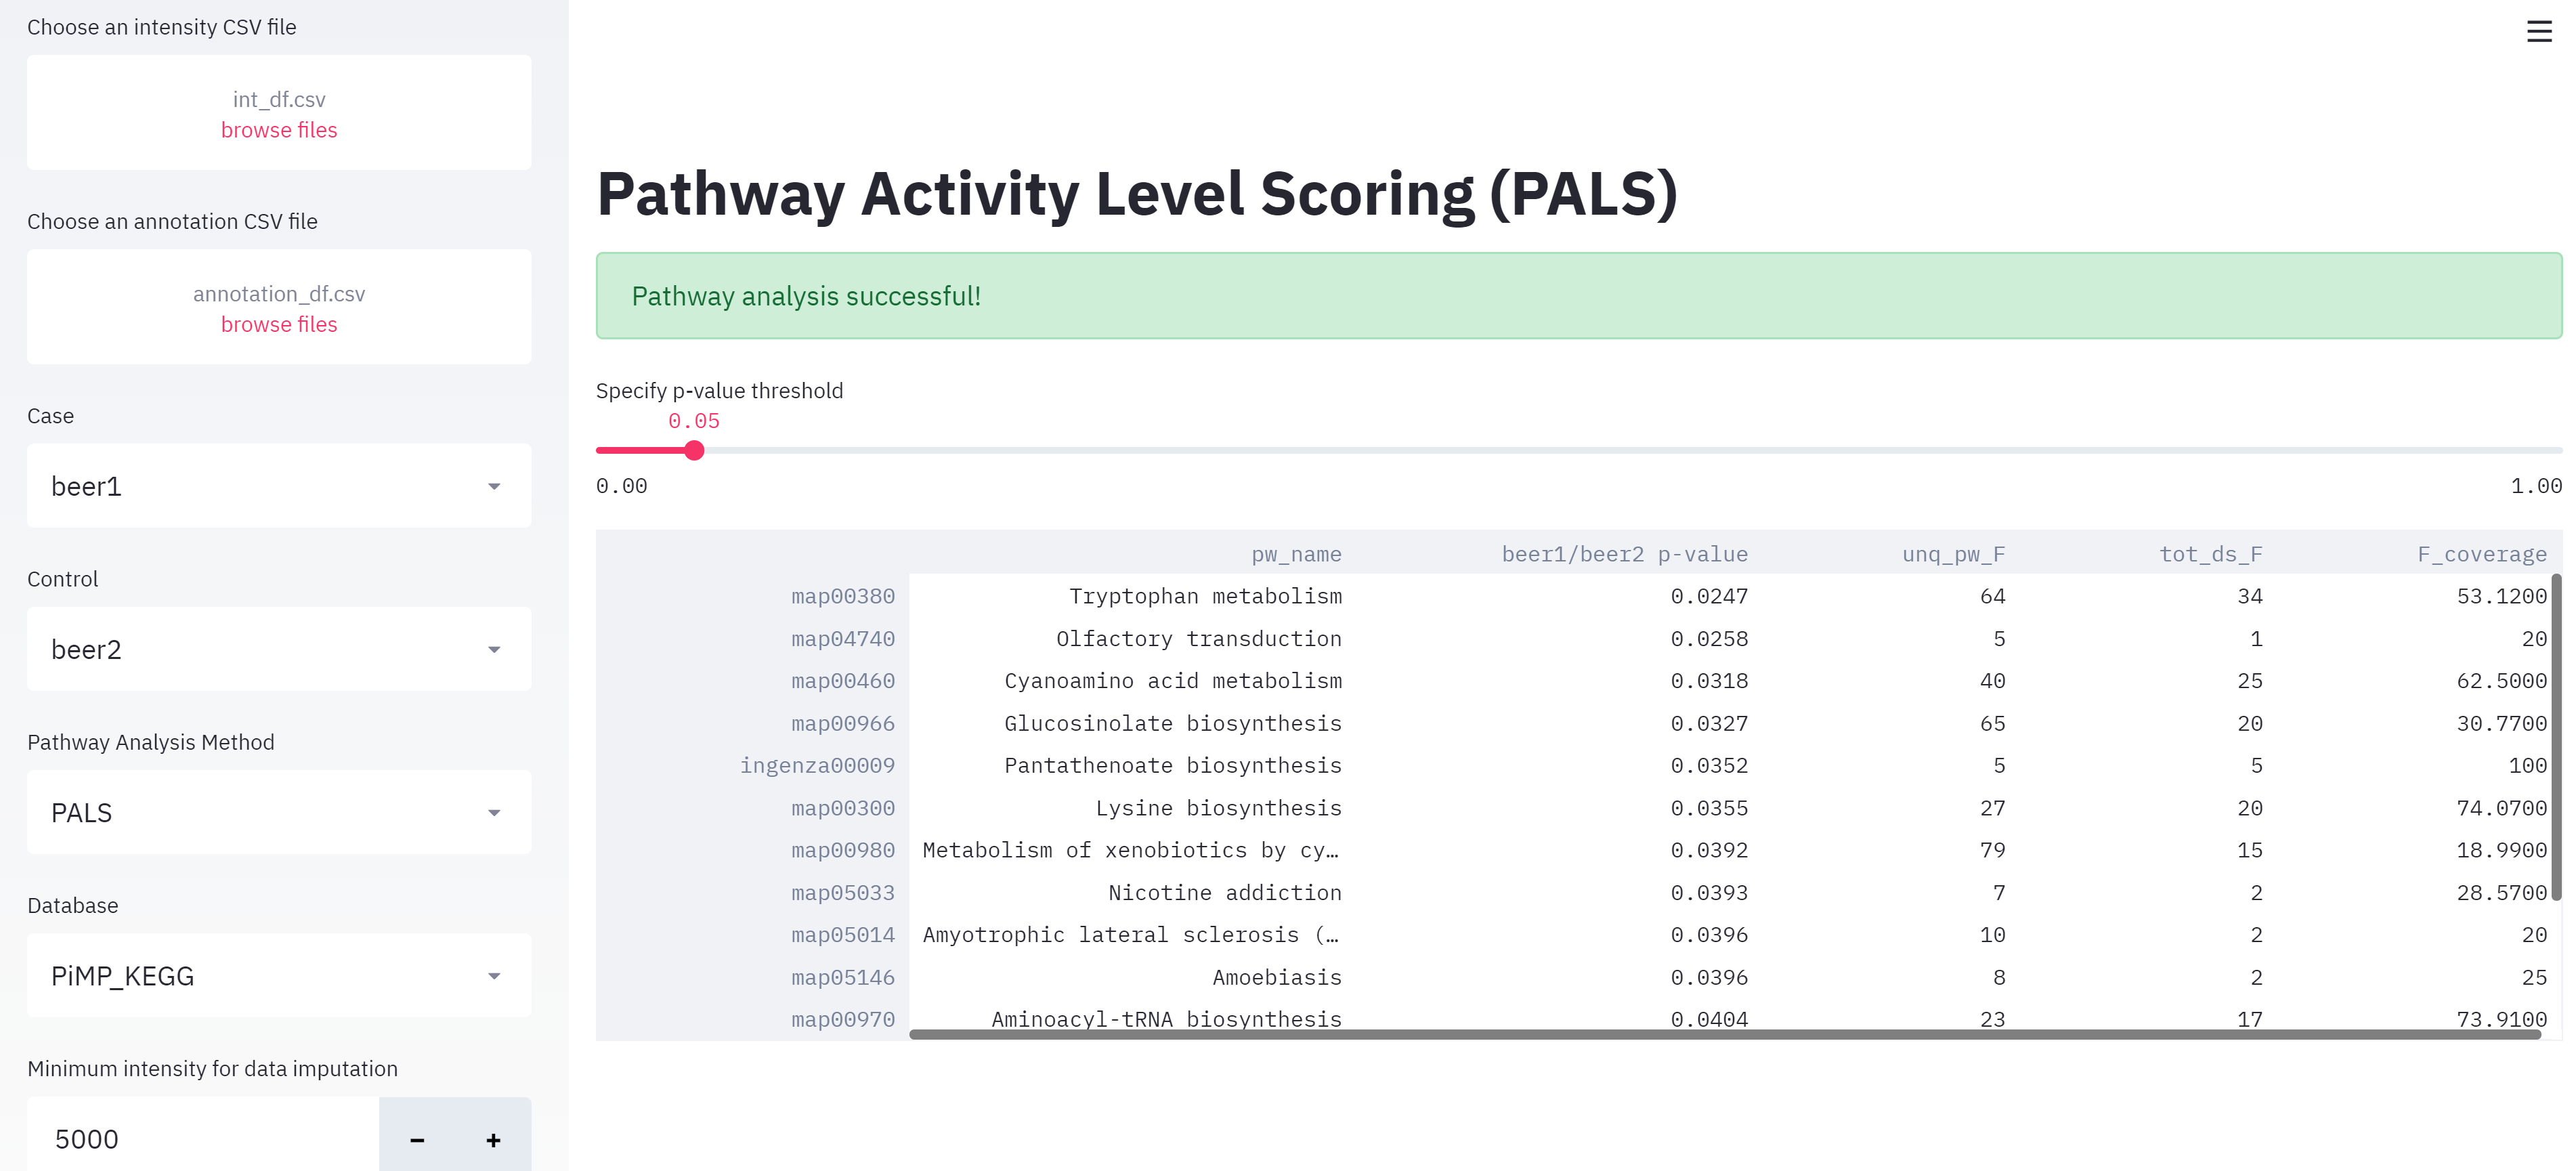 Choose an intensity CSV file
int_df.csv
browse files
Choose an annotation CSV file
annotation_df.csv
browse files
Case
beer1
Control
beer2
Pathway Analysis Method
PALS
Database
PiMP_KEGG
Minimum intensity for data imputation
5000 - +
Pathway Activity Level Scoring (PALS)
Pathway analysis successful!
Specify p-value threshold
0.05
0.00 1.00
pw_name beer1/beer2 p-value unq_pw_F tot_ds_F F_coverage
map00380 Tryptophan metabolism 0.0247 64 34 53.1200
map04740 Olfactory transduction 0.0258 5 1 20
map00460 Cyanoamino acid metabolism 0.0318 40 25 62.5000
map00966 Glucosinolate biosynthesis 0.0327 65 20 30.7700
ingenza00009 Pantathenoate biosynthesis 0.0352 5 5 100
map00300 Lysine biosynthesis 0.0355 27 20 74.0700
map00980 Metabolism of xenobiotics by cy… 0.0392 79 15 18.9900
map05033 Nicotine addiction 0.0393 7 2 28.5700
map05014 Amyotrophic lateral sclerosis (… 0.0396 10 2 20
map05146 Amoebiasis 0.0396 8 2 25
map00970 Aminoacyl-tRNA biosynthesis 0.0404 23 17 73.9100